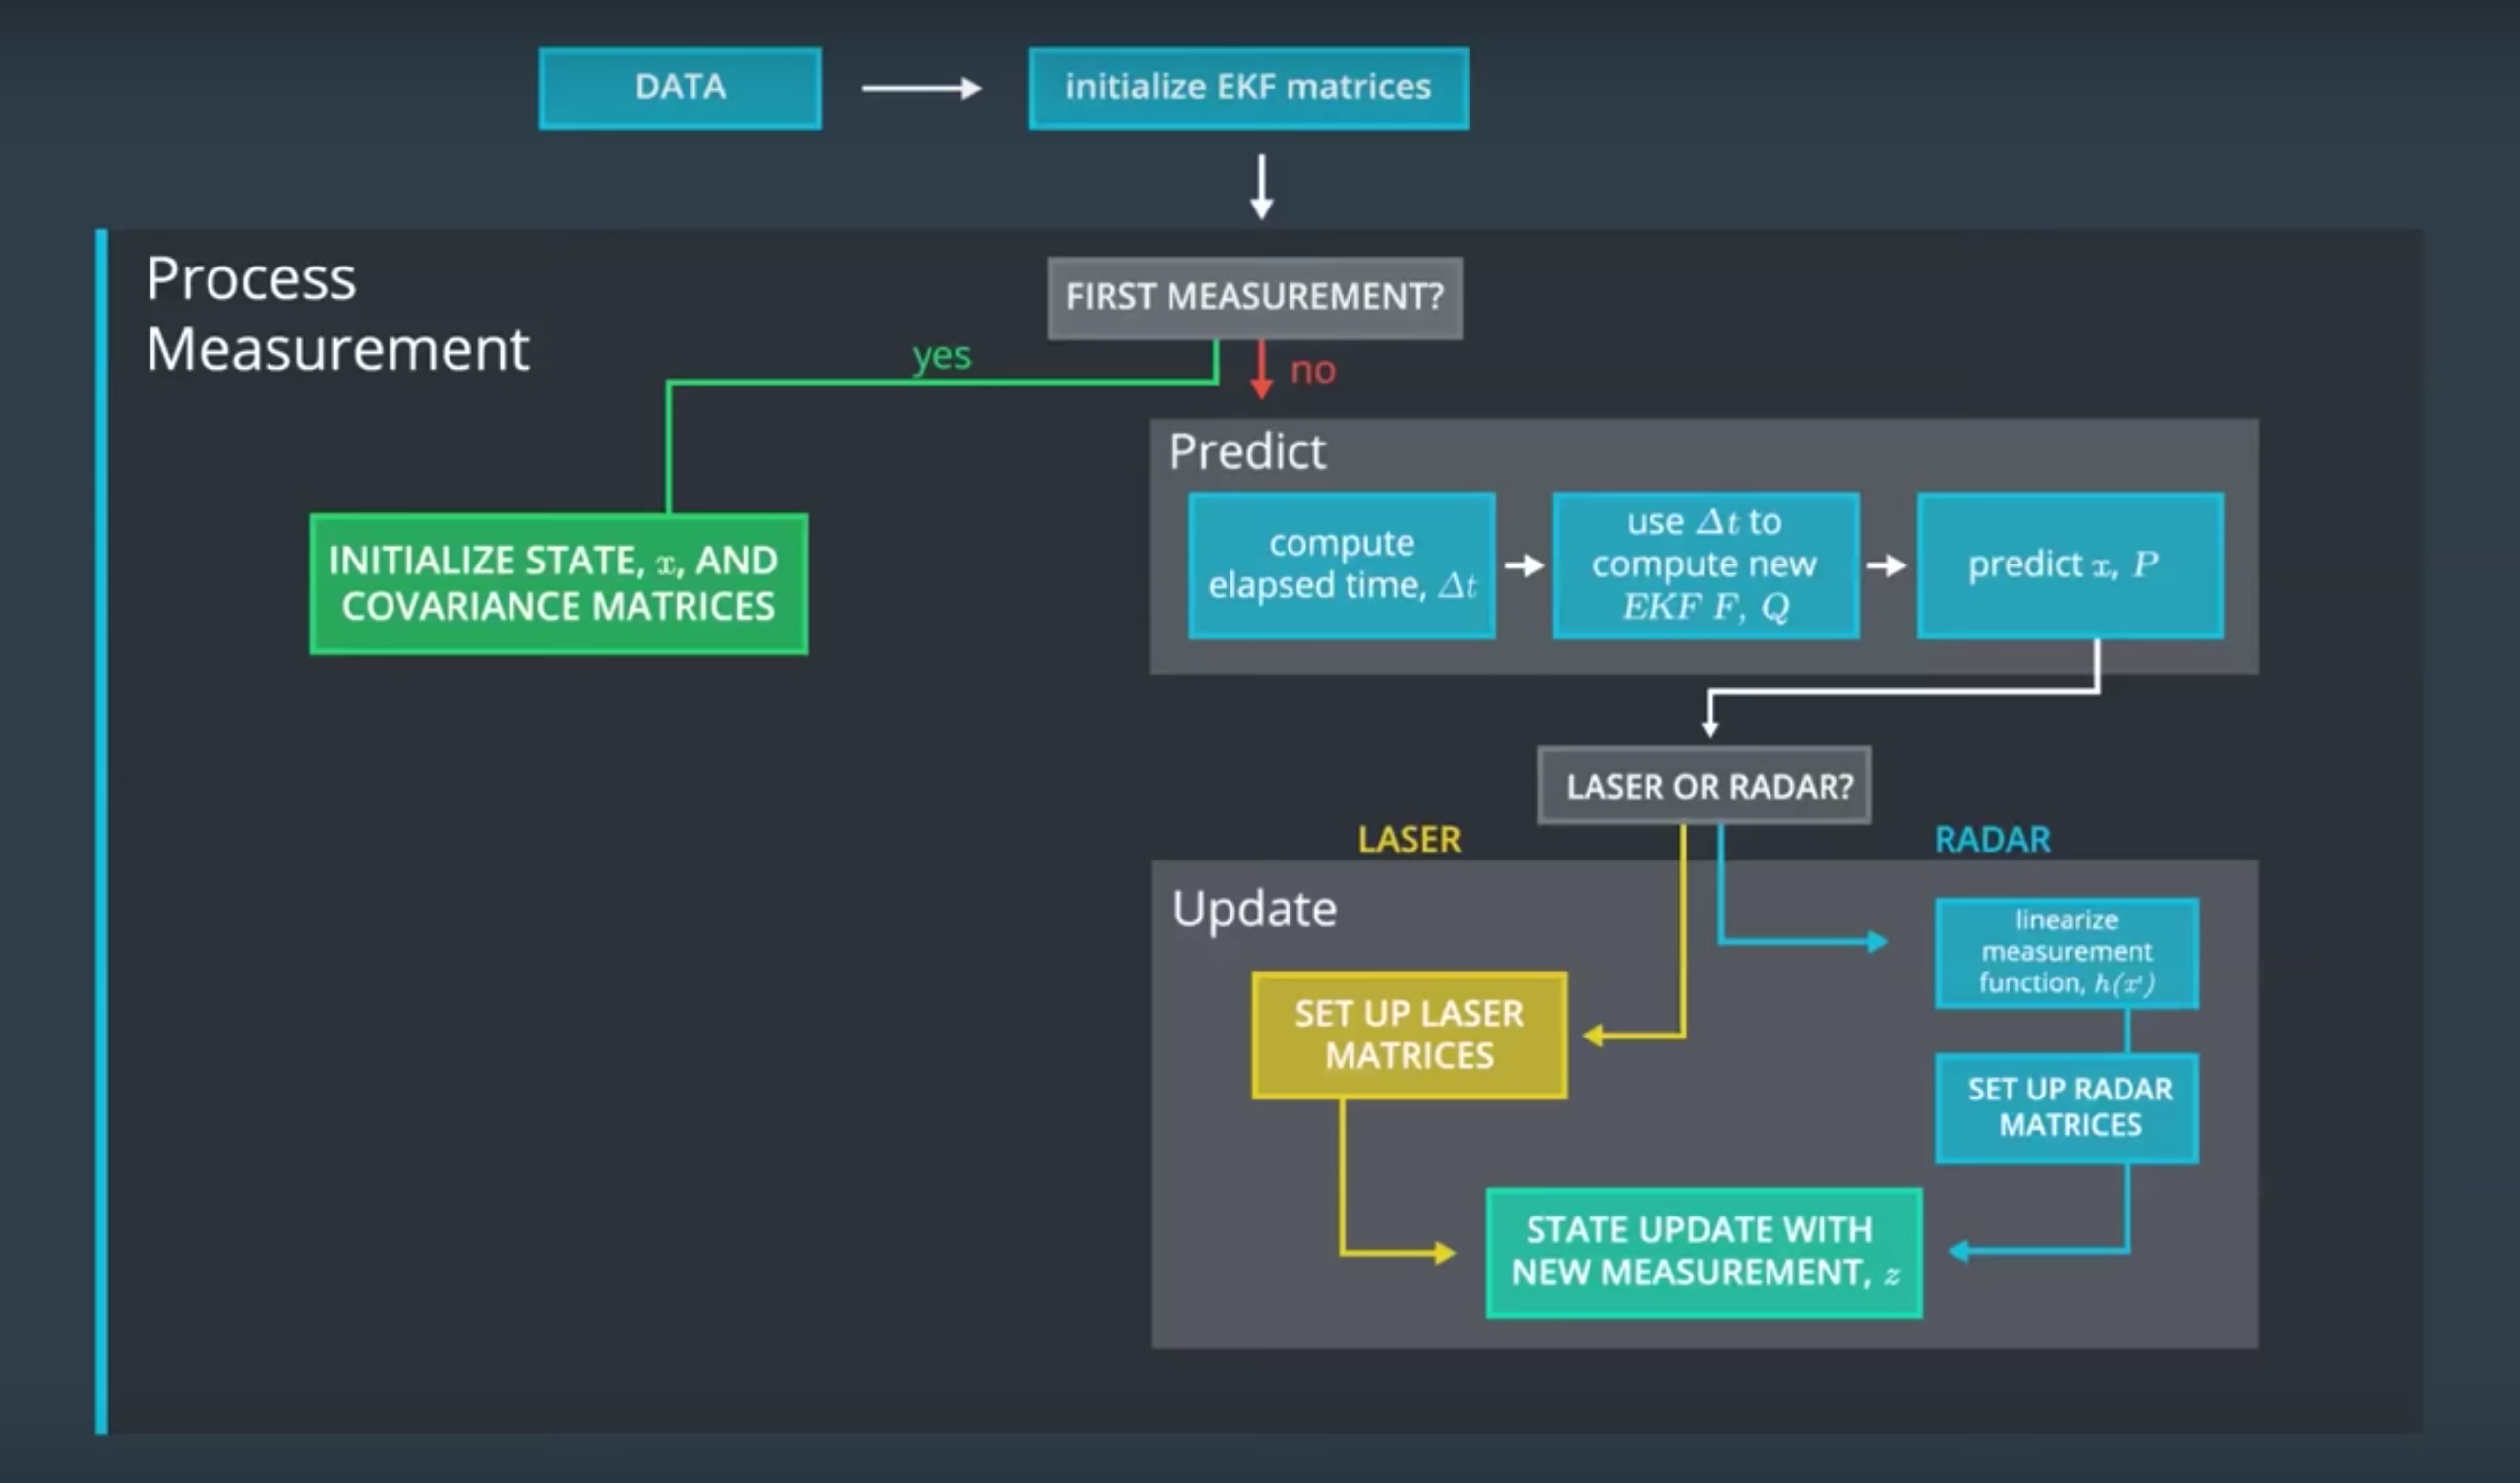 DATA
initialize EKF matrices
Process
Measurement
FIRST MEASUREMENT?
yes
no
INITIALIZE STATE, x, AND
COVARIANCE MATRICES
Predict
compute
elapsed time, Δt
use Δt to
compute new
EKF F, Q
predict x, P
LASER OR RADAR?
LASER
RADAR
Update
SET UP LASER
MATRICES
linearize
measurement
function, h(x')
SET UP RADAR
MATRICES
STATE UPDATE WITH
NEW MEASUREMENT, z